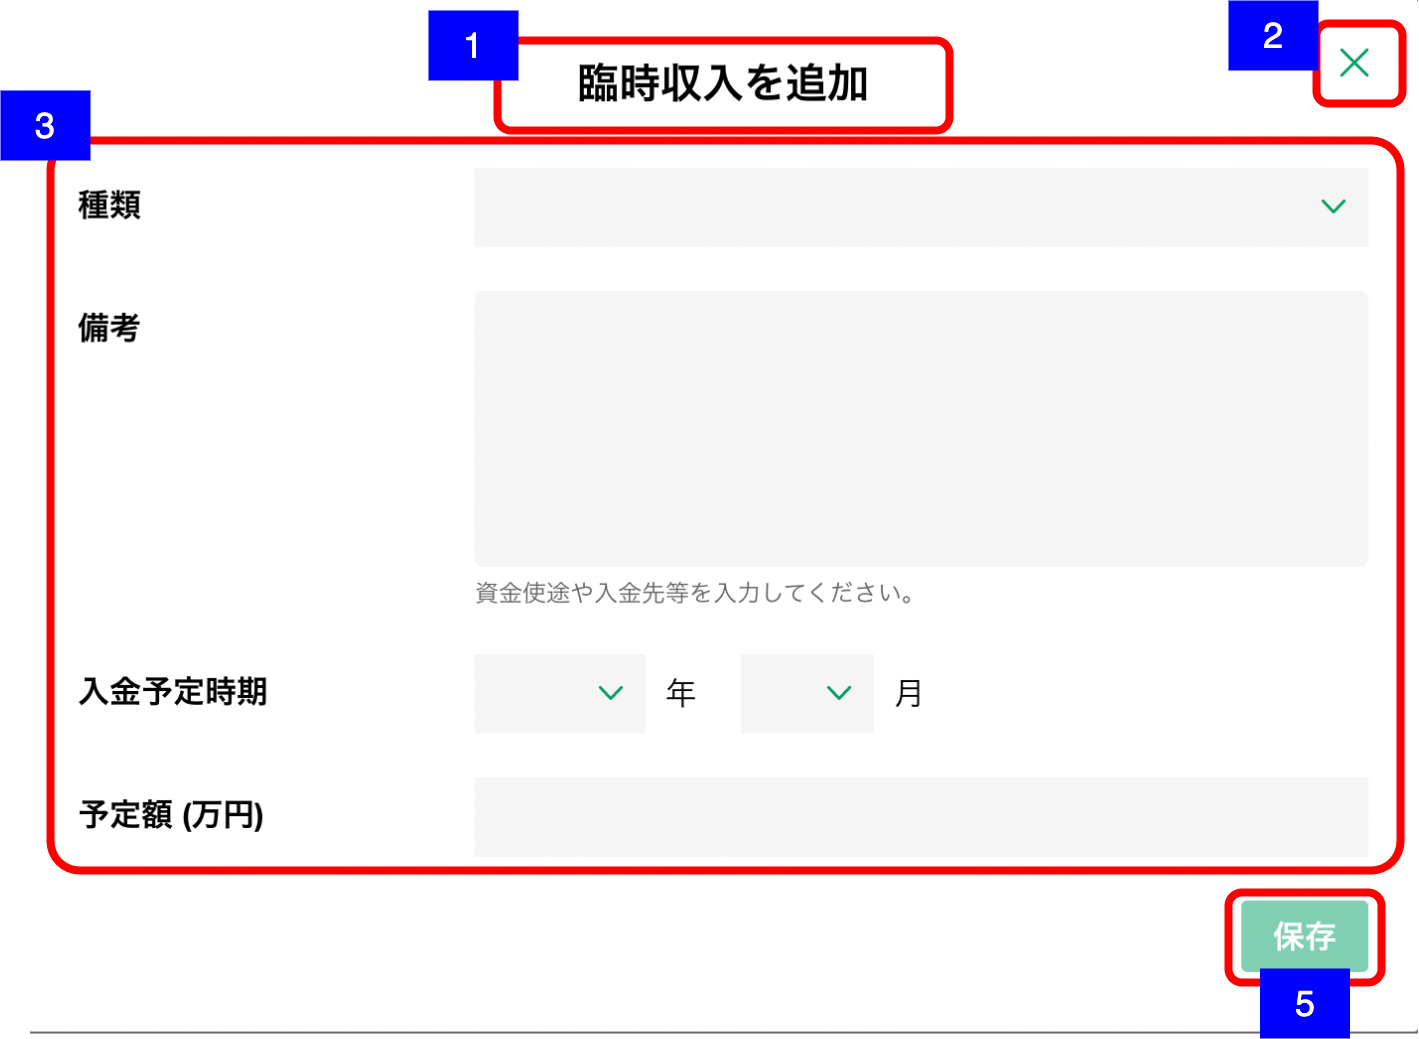 1
2
臨時収入を追加
3
種類
備考
資金使途や入金先等を入力してください。
入金予定時期
年
月
予定額 (万円)
保存
5